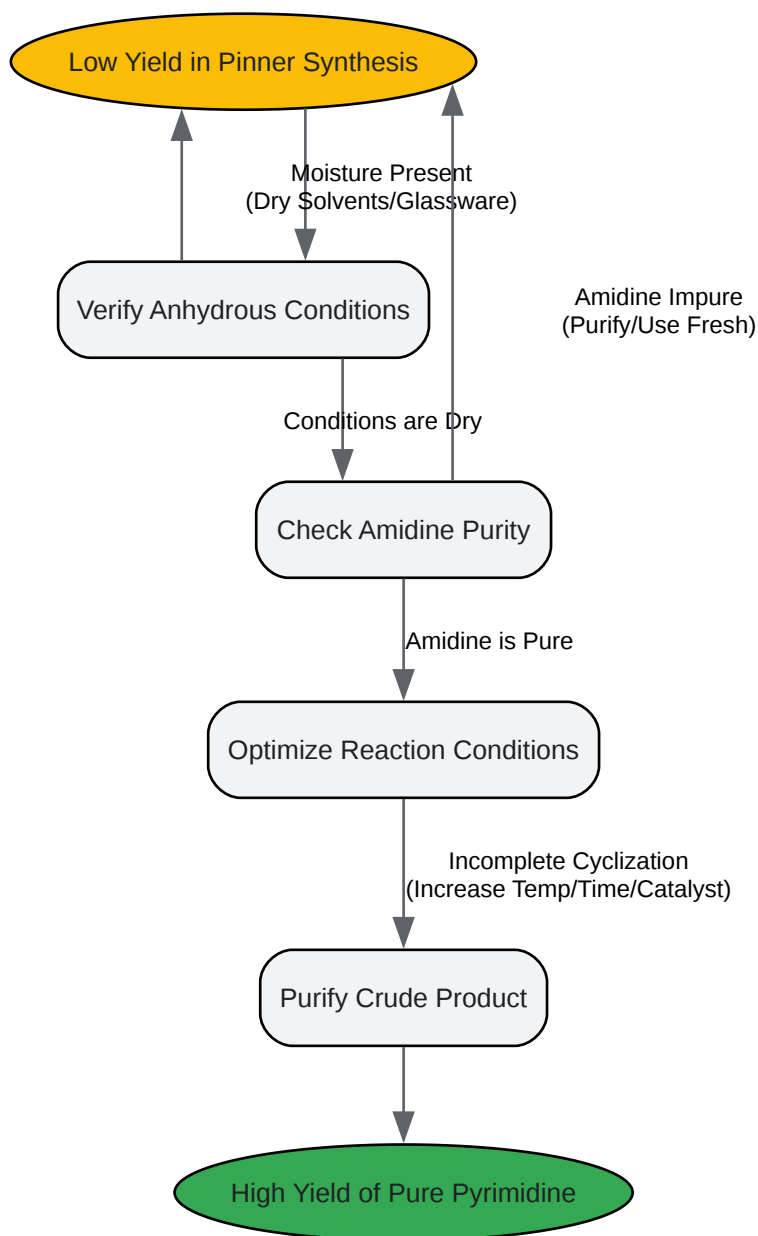 Low Yield in Pinner Synthesis
Moisture Present
(Dry Solvents/Glassware)
Verify Anhydrous Conditions
Amidine Impure
(Purify/Use Fresh)
Conditions are Dry
Check Amidine Purity
Amidine is Pure
Optimize Reaction Conditions
Incomplete Cyclization
(Increase Temp/Time/Catalyst)
Purify Crude Product
High Yield of Pure Pyrimidine